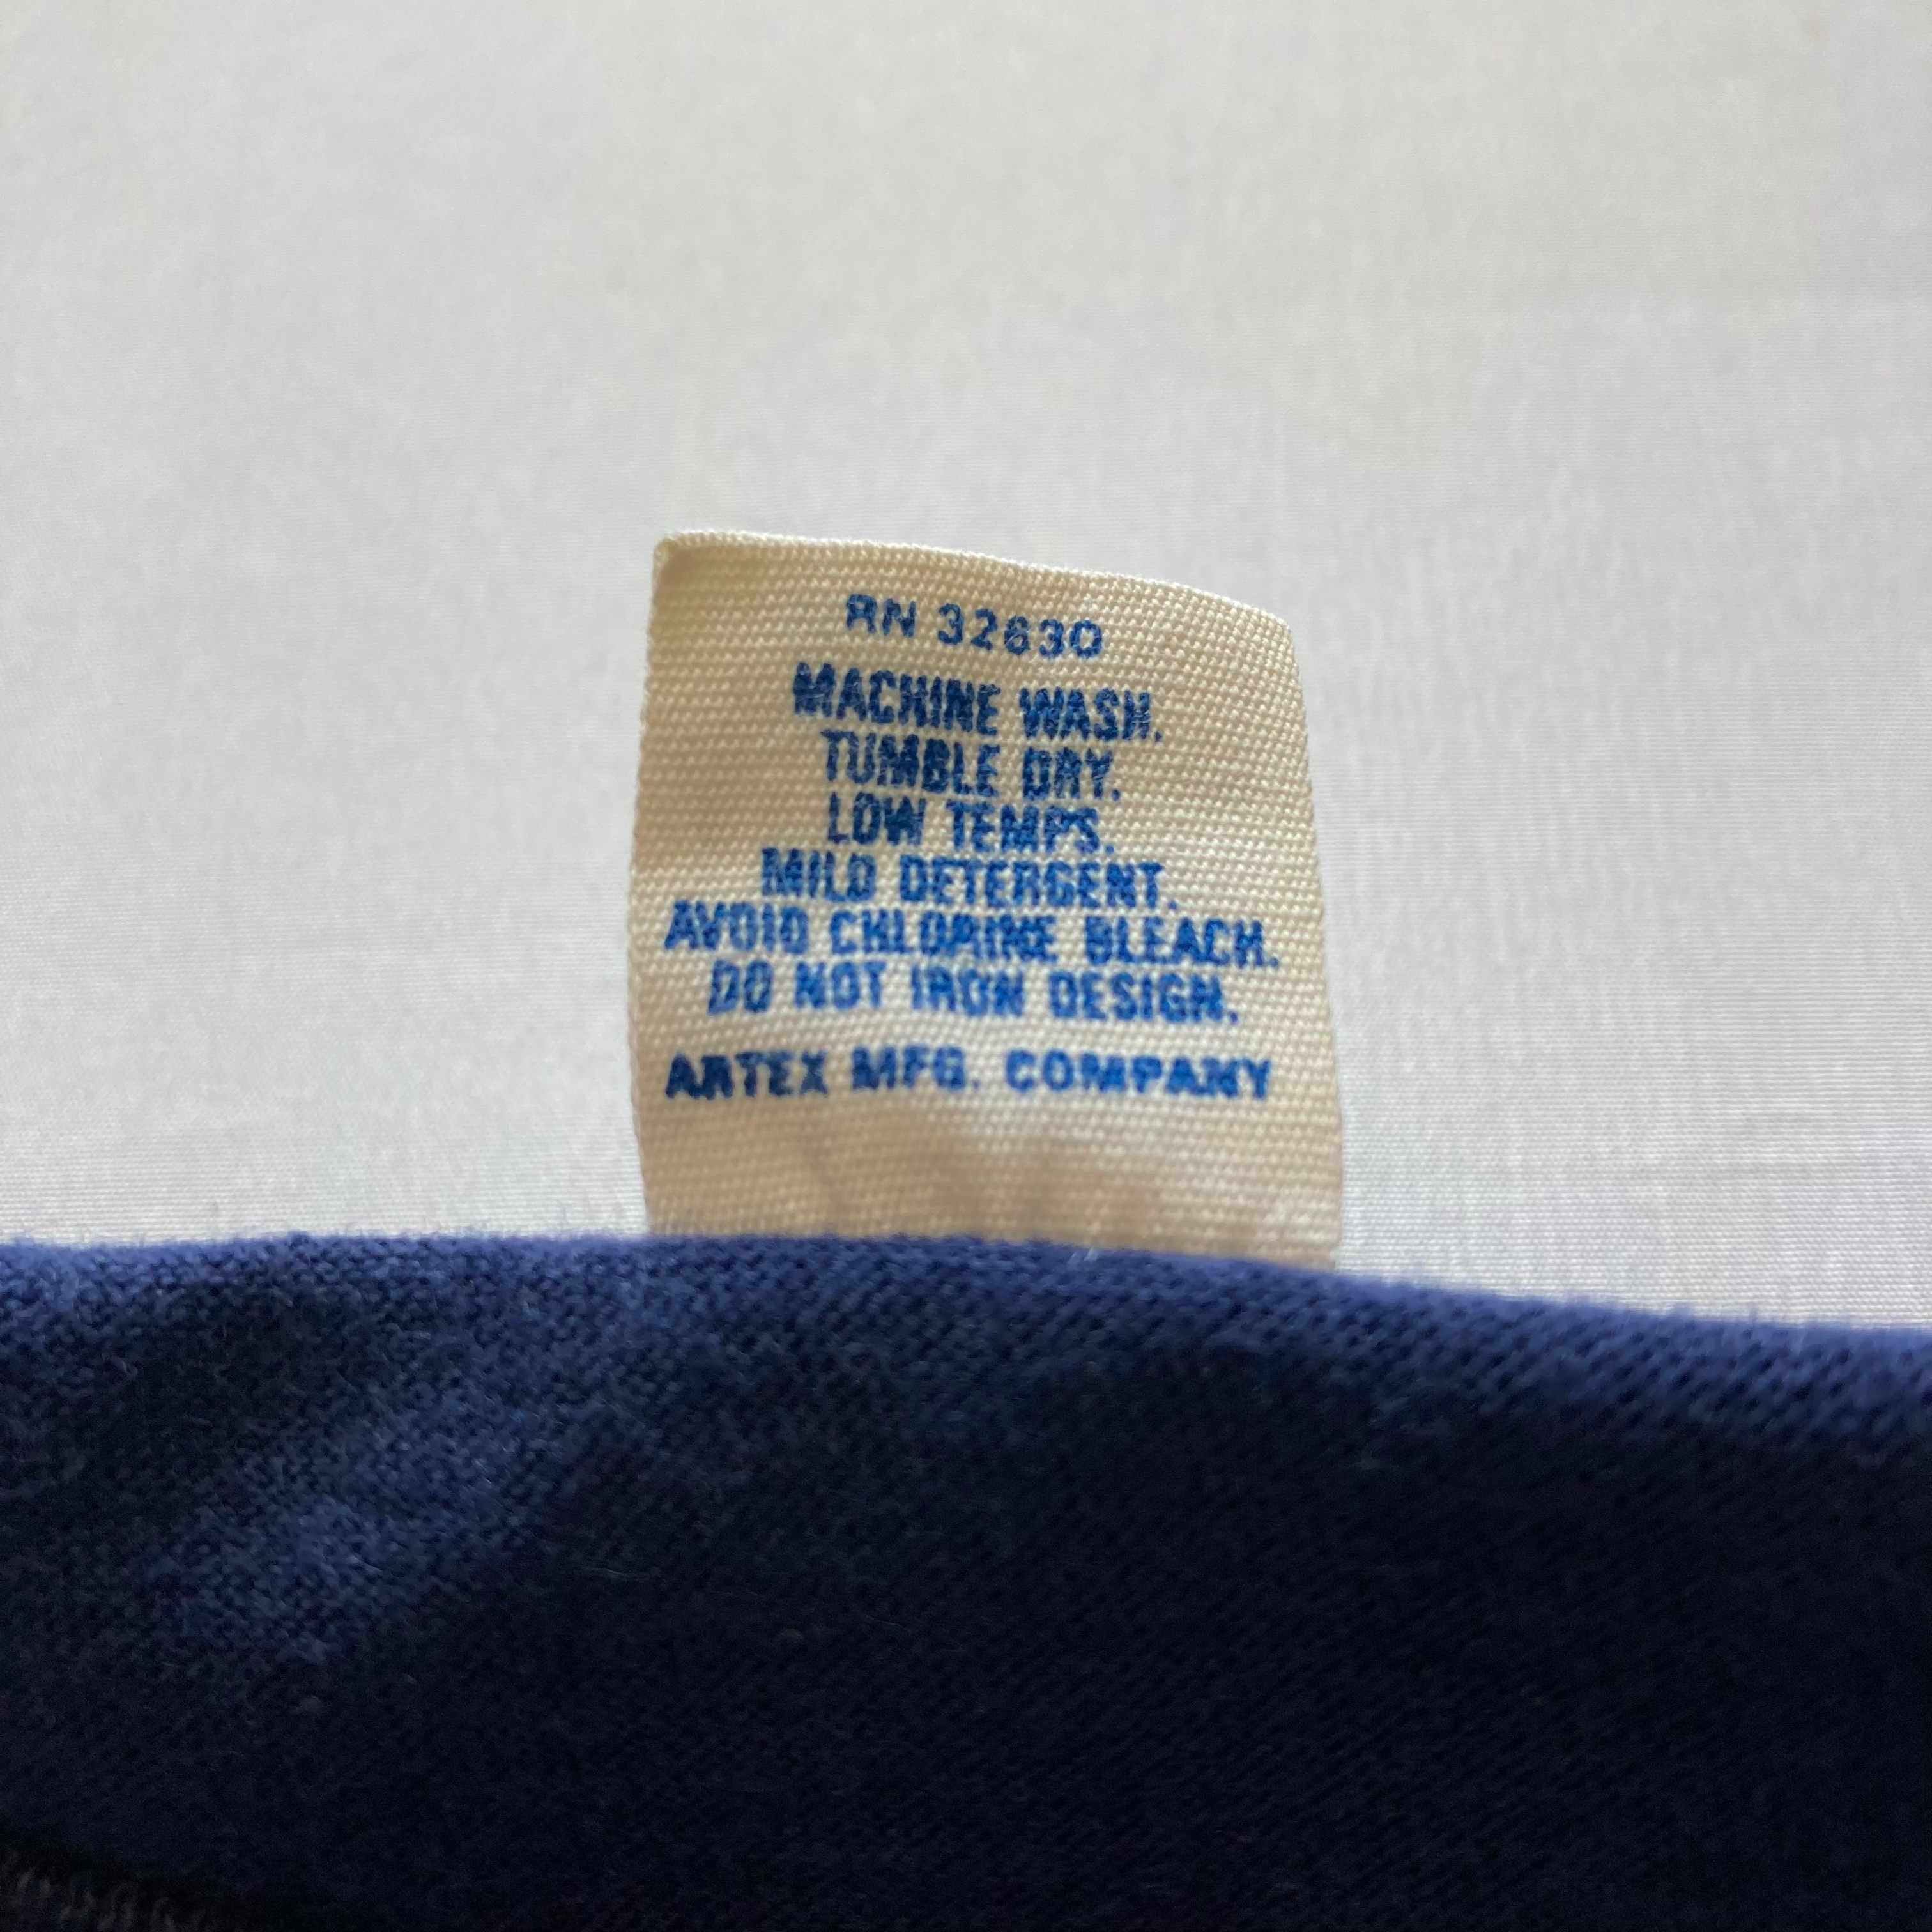 RN 32630
MACHINE WASH.
TUMBLE DRY.
LOW TEMPS.
MILD DETERGENT.
AVOID CHLORINE BLEACH.
DO NOT IRON DESIGN.
ARTEX MFG. COMPANY